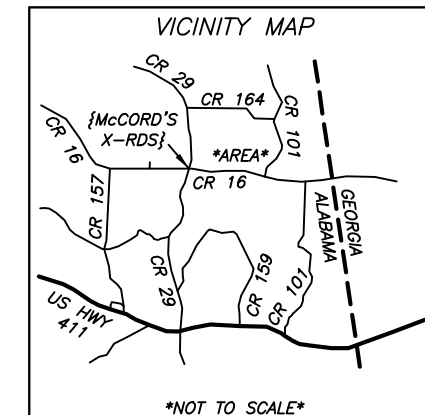 VICINITY MAP
CR 29
CR 164
CR 101
{McCORD'S
X-RDS}
CR 16
*AREA*
CR 16
CR 157
GEORGIA
ALABAMA
CR 29
CR 159
CR 101
US HWY
411
*NOT TO SCALE*